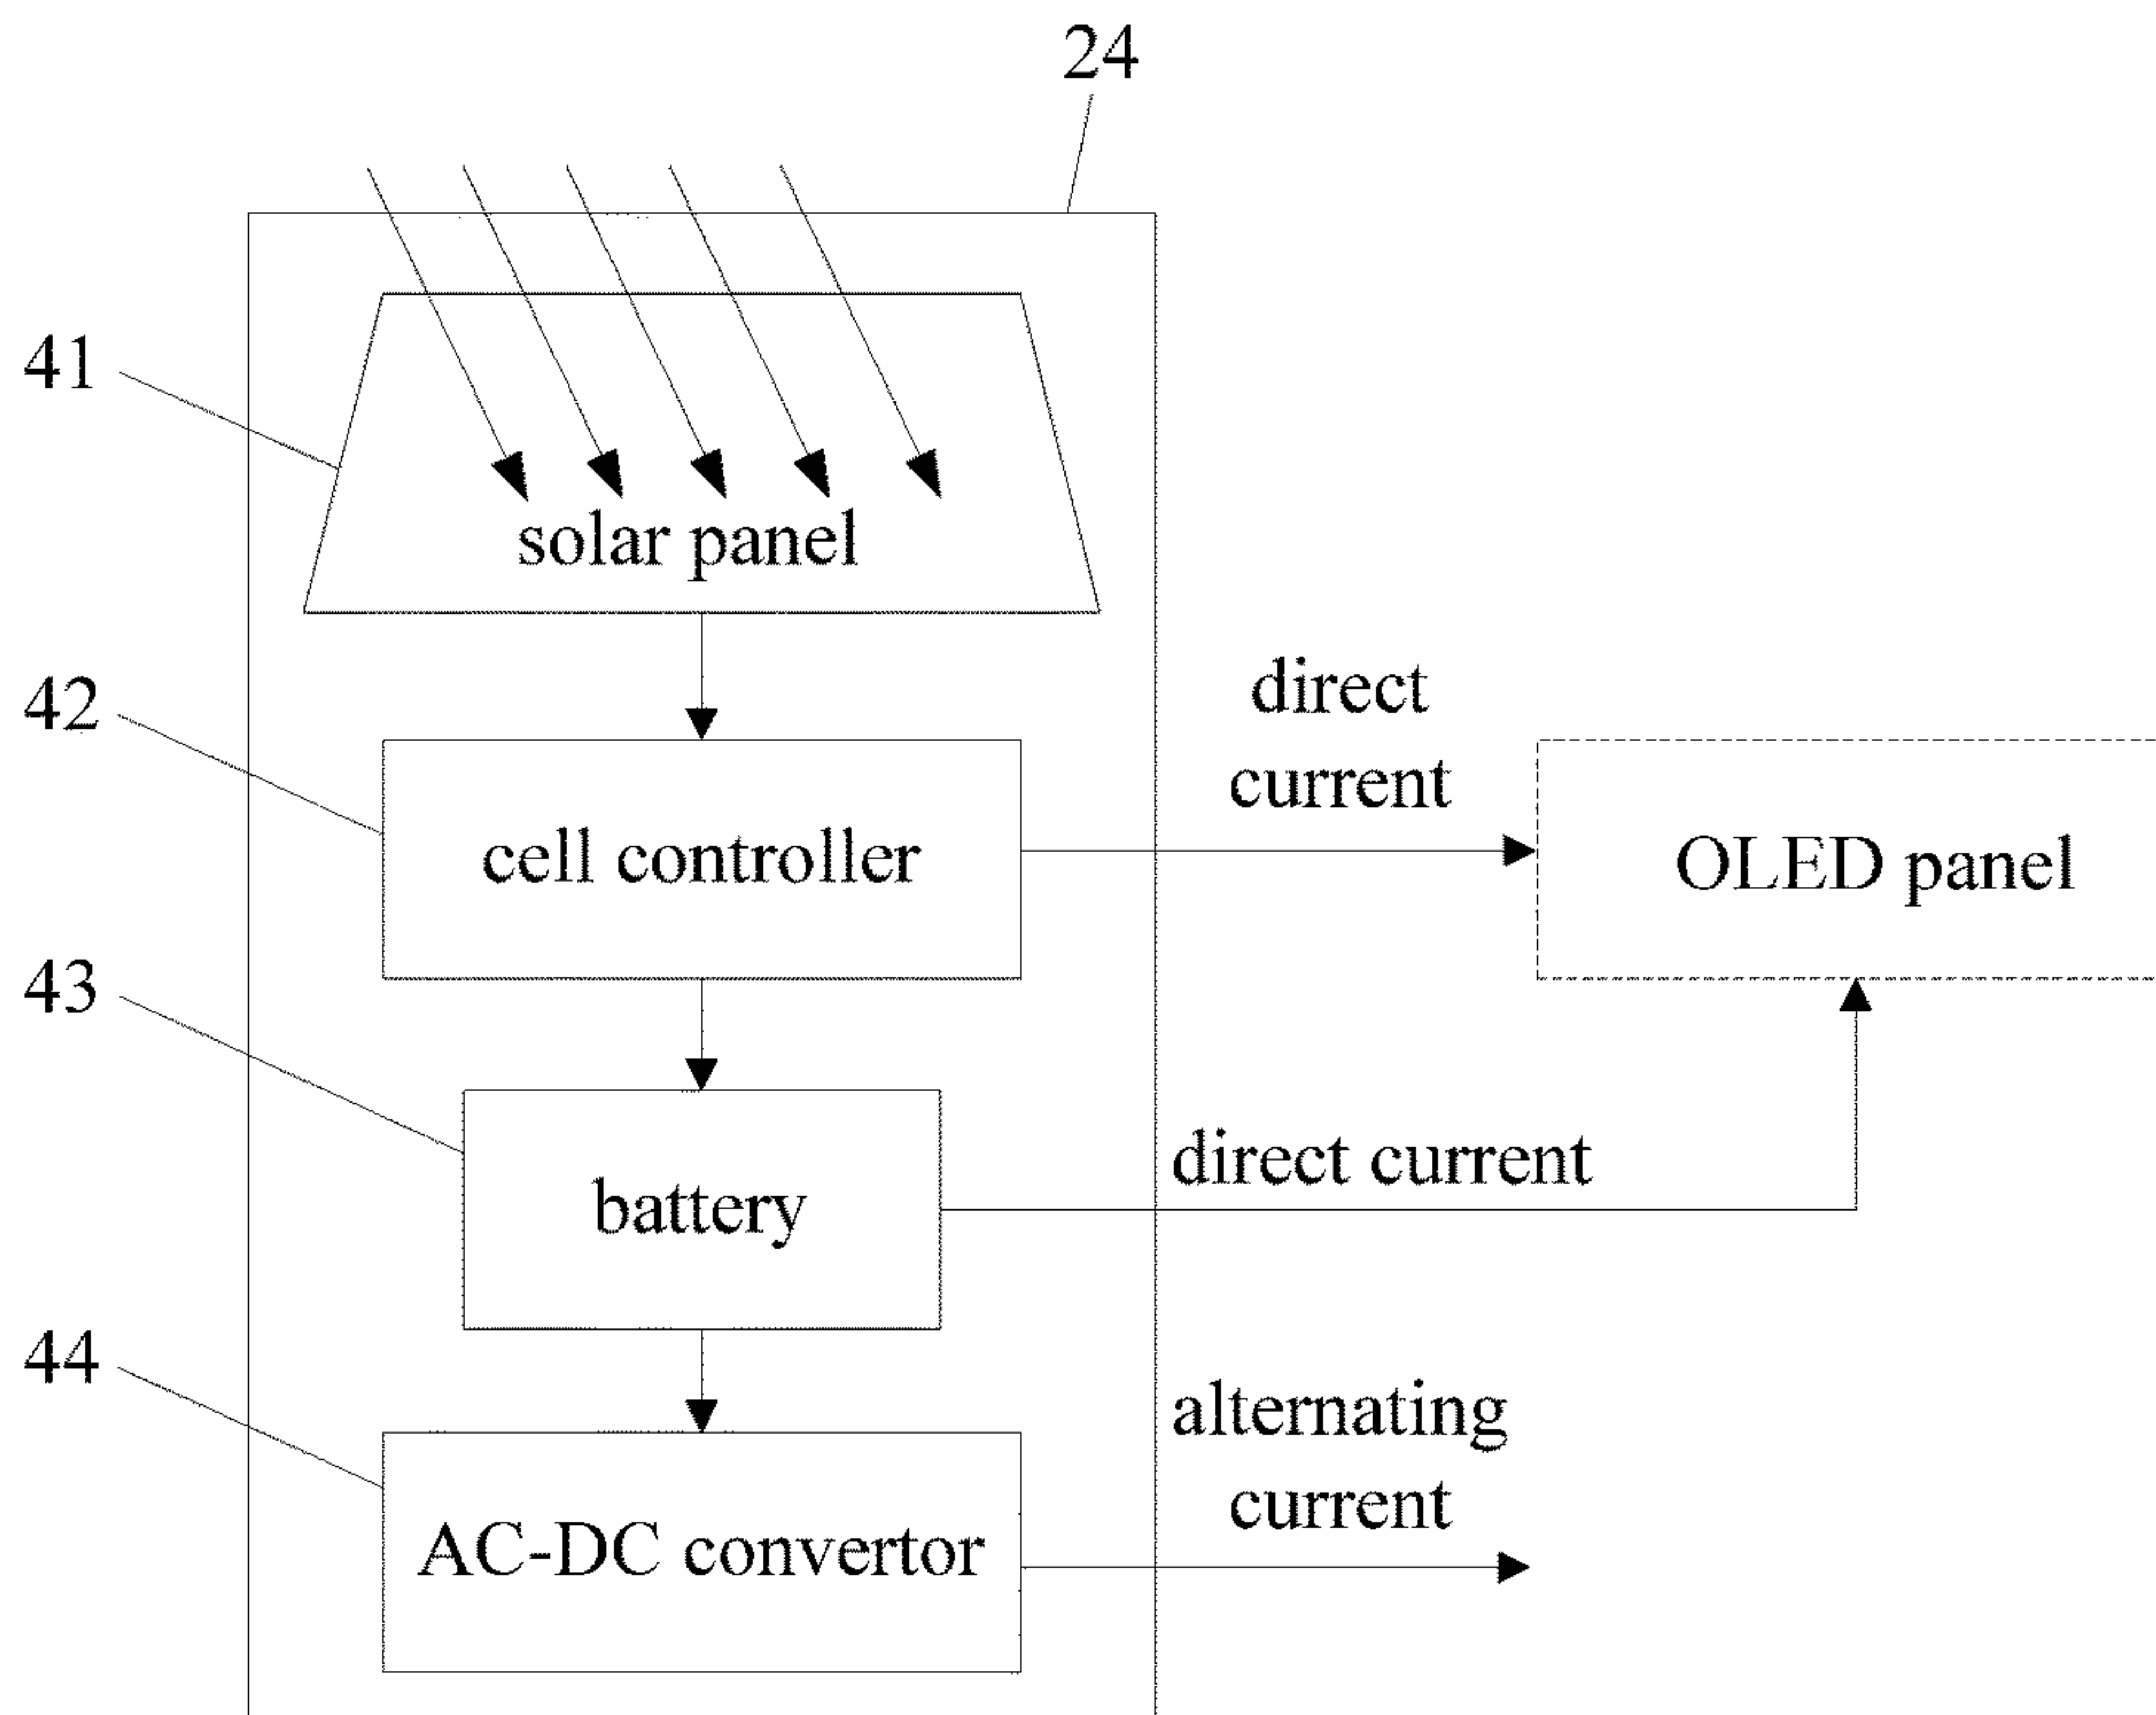 24
41
solar panel
42
direct
current
cell controller
OLED panel
43
direct current
battery
44
alternating
current
AC-DC convertor